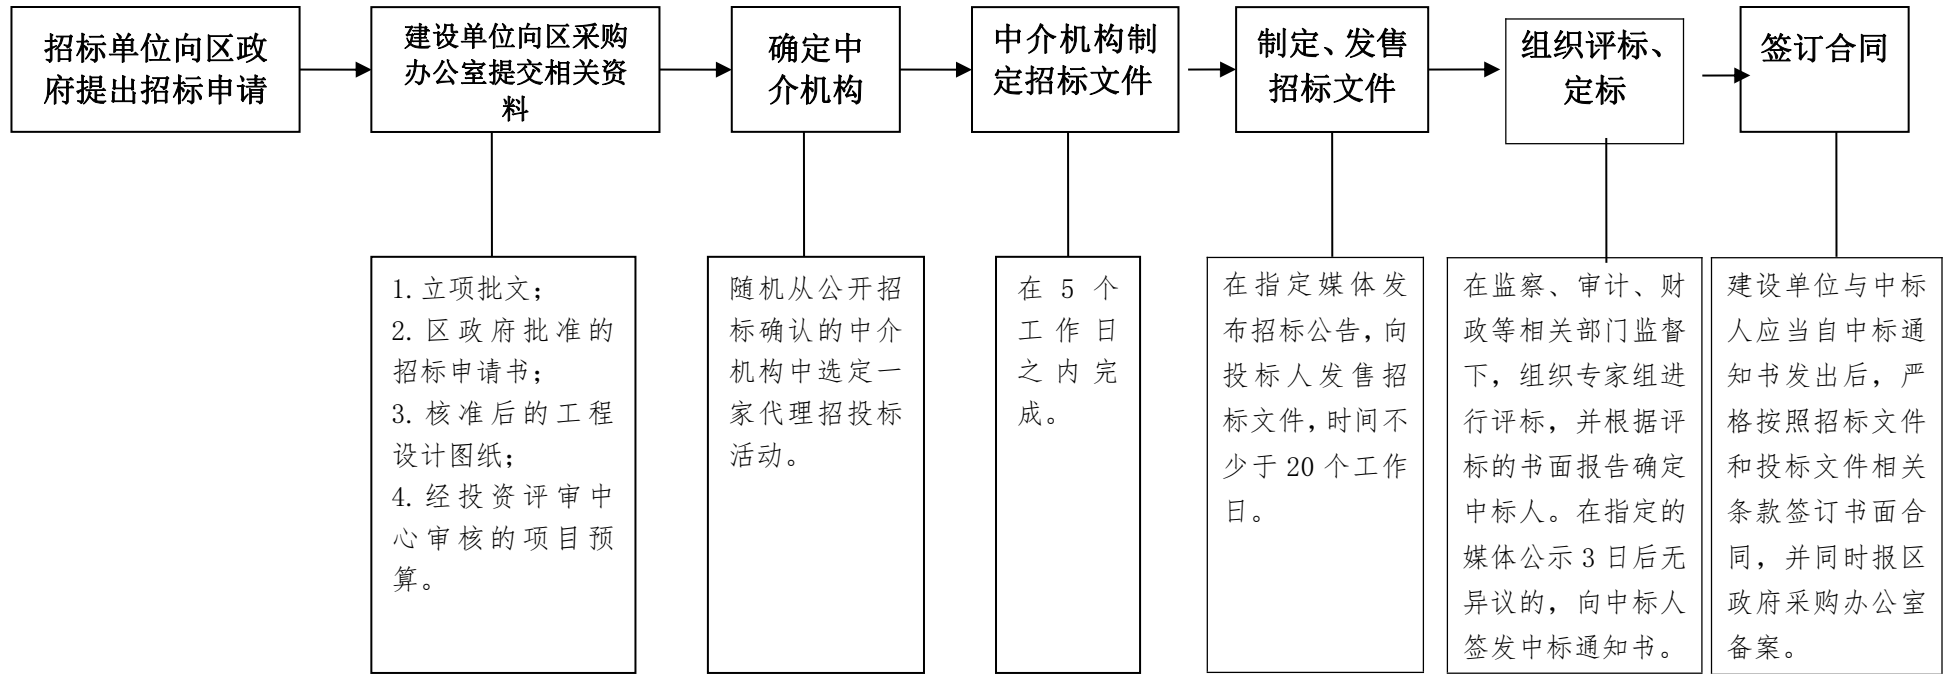 招标单位向区政
府提出招标申请
建设单位向区采购
办公室提交相关资
料
确定中
介机构
中介机构制
定招标文件
制定、发售
招标文件
组织评标、
定标
签订合同
1. 立项批文；
2. 区政府批准的
招标申请书；
3. 核准后的工程
设计图纸；
4. 经投资评审中
心审核的项目预
算。
随机从公开招
标确认的中介
机构中选定一
家代理招投标
活动。
在 5 个
工作日
之内完
成。
在指定媒体发
布招标公告，向
投标人发售招
标文件，时间不
少于 20 个工作
日。
在监察、审计、财
政等相关部门监督
下，组织专家组进
行评标，并根据评
标的书面报告确定
中标人。在指定的
媒体公示 3 日后无
异议的，向中标人
签发中标通知书。
建设单位与中标
人应当自中标通
知书发出后，严
格按照招标文件
和投标文件相关
条款签订书面合
同，并同时报区
政府采购办公室
备案。